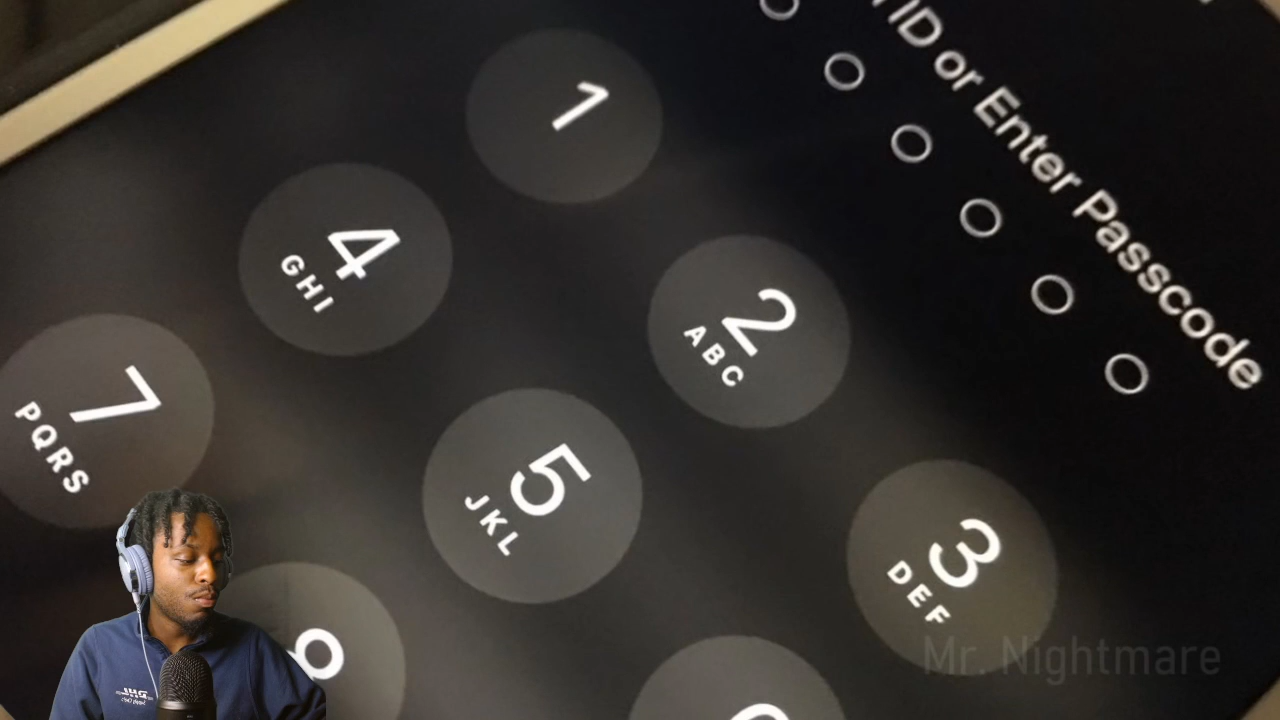 ID or Enter Passcode
1
2
ABC
3
DEF
4
GHI
5
JKL
7
PQRS
Mr. Nightmare